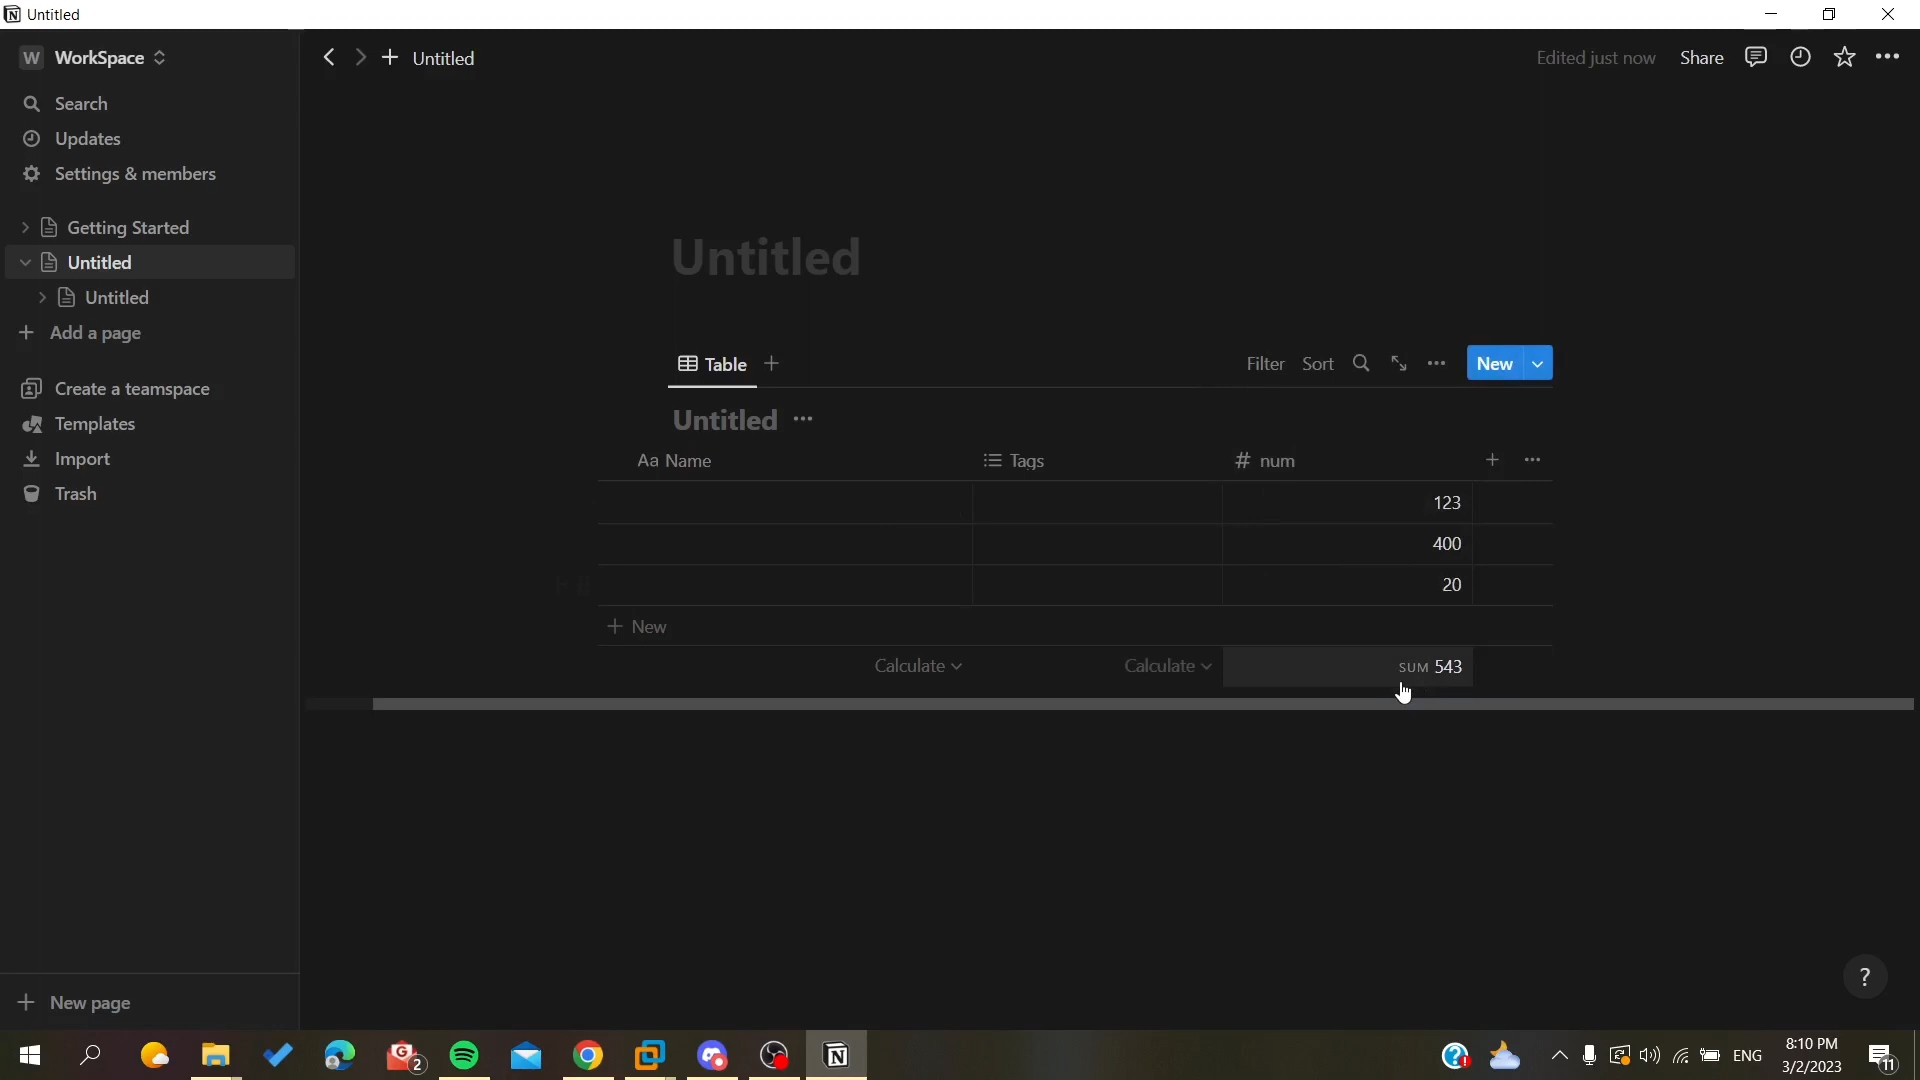 Untitled
W WorkSpace
Untitled
Edited just now Share
Search
Updates
Settings & members
Getting Started
Untitled
Untitled
+ Add a page
Create a teamspace
Templates
Import
Trash
+ New page
Untitled
Table +
Filter Sort New
Untitled ...
Aa Name Tags # num + ...
123
400
20
+ New
Calculate Calculate SUM 543
?
2
ENG
8:10 PM
3/2/2023
11